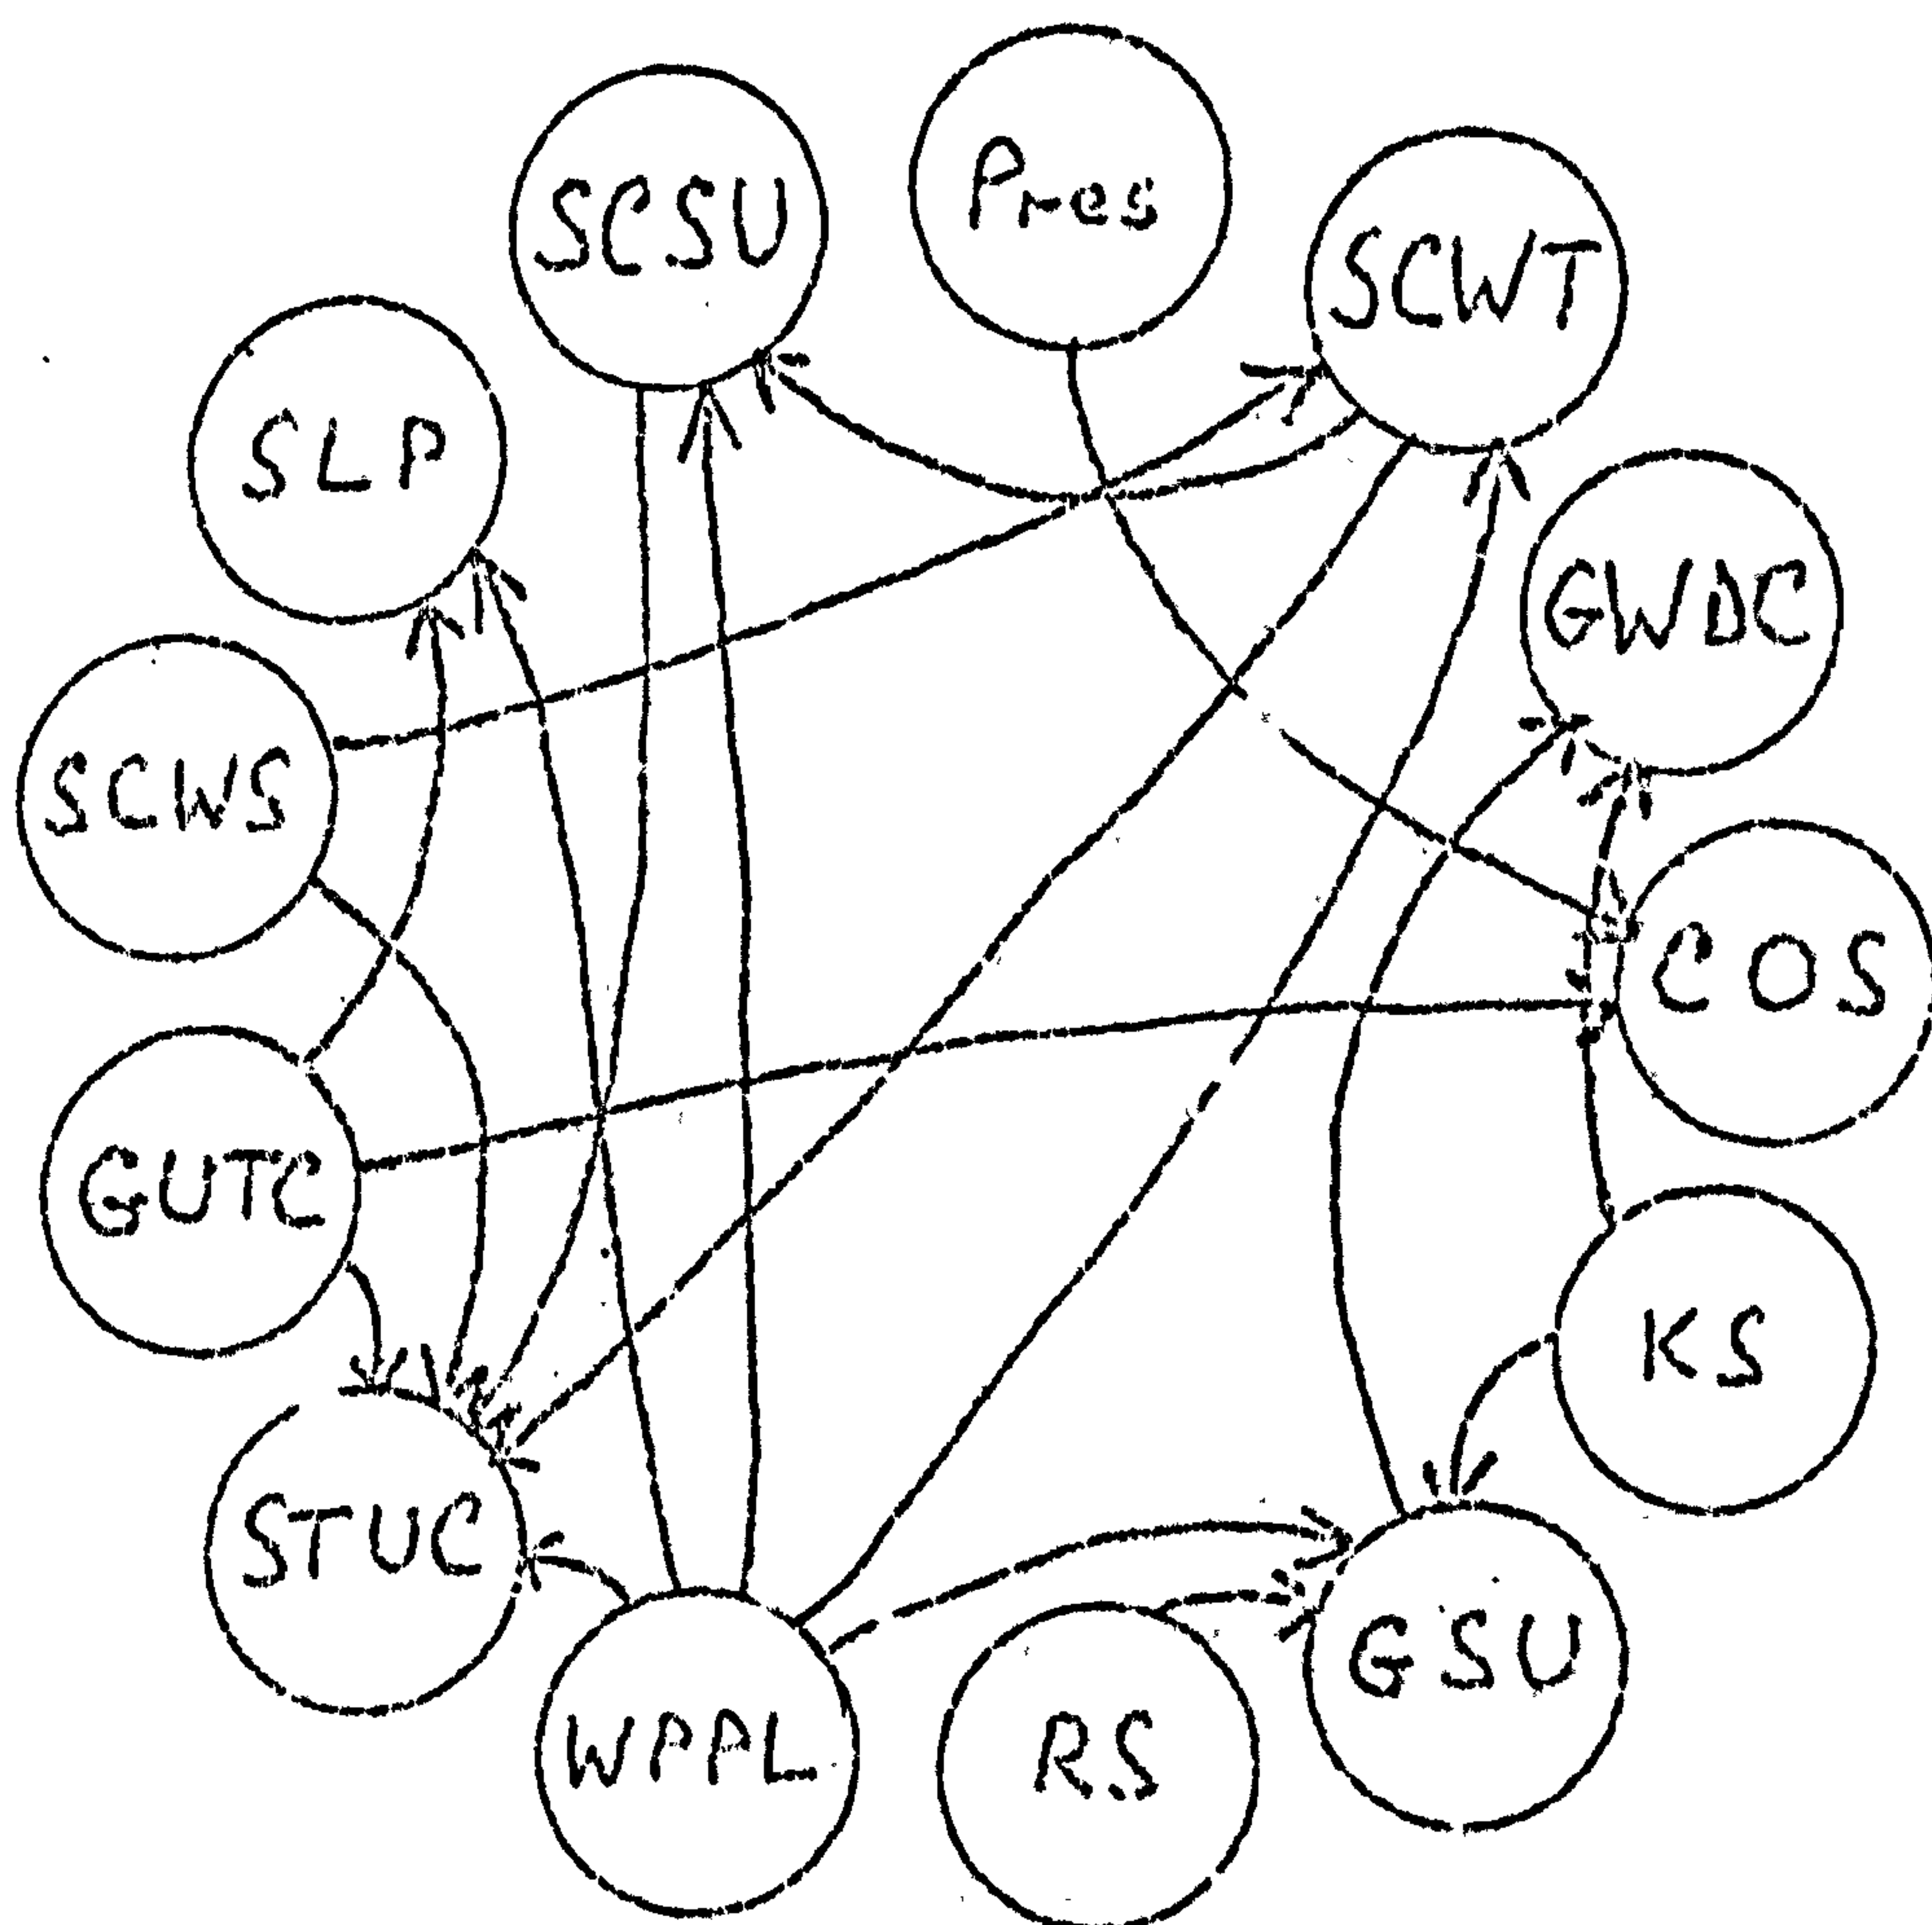 Pres
SCSU
SCWT
SLP
GWDC
SCWS
COS
GUTC
KS
STUC
GSU
WPPL
RS